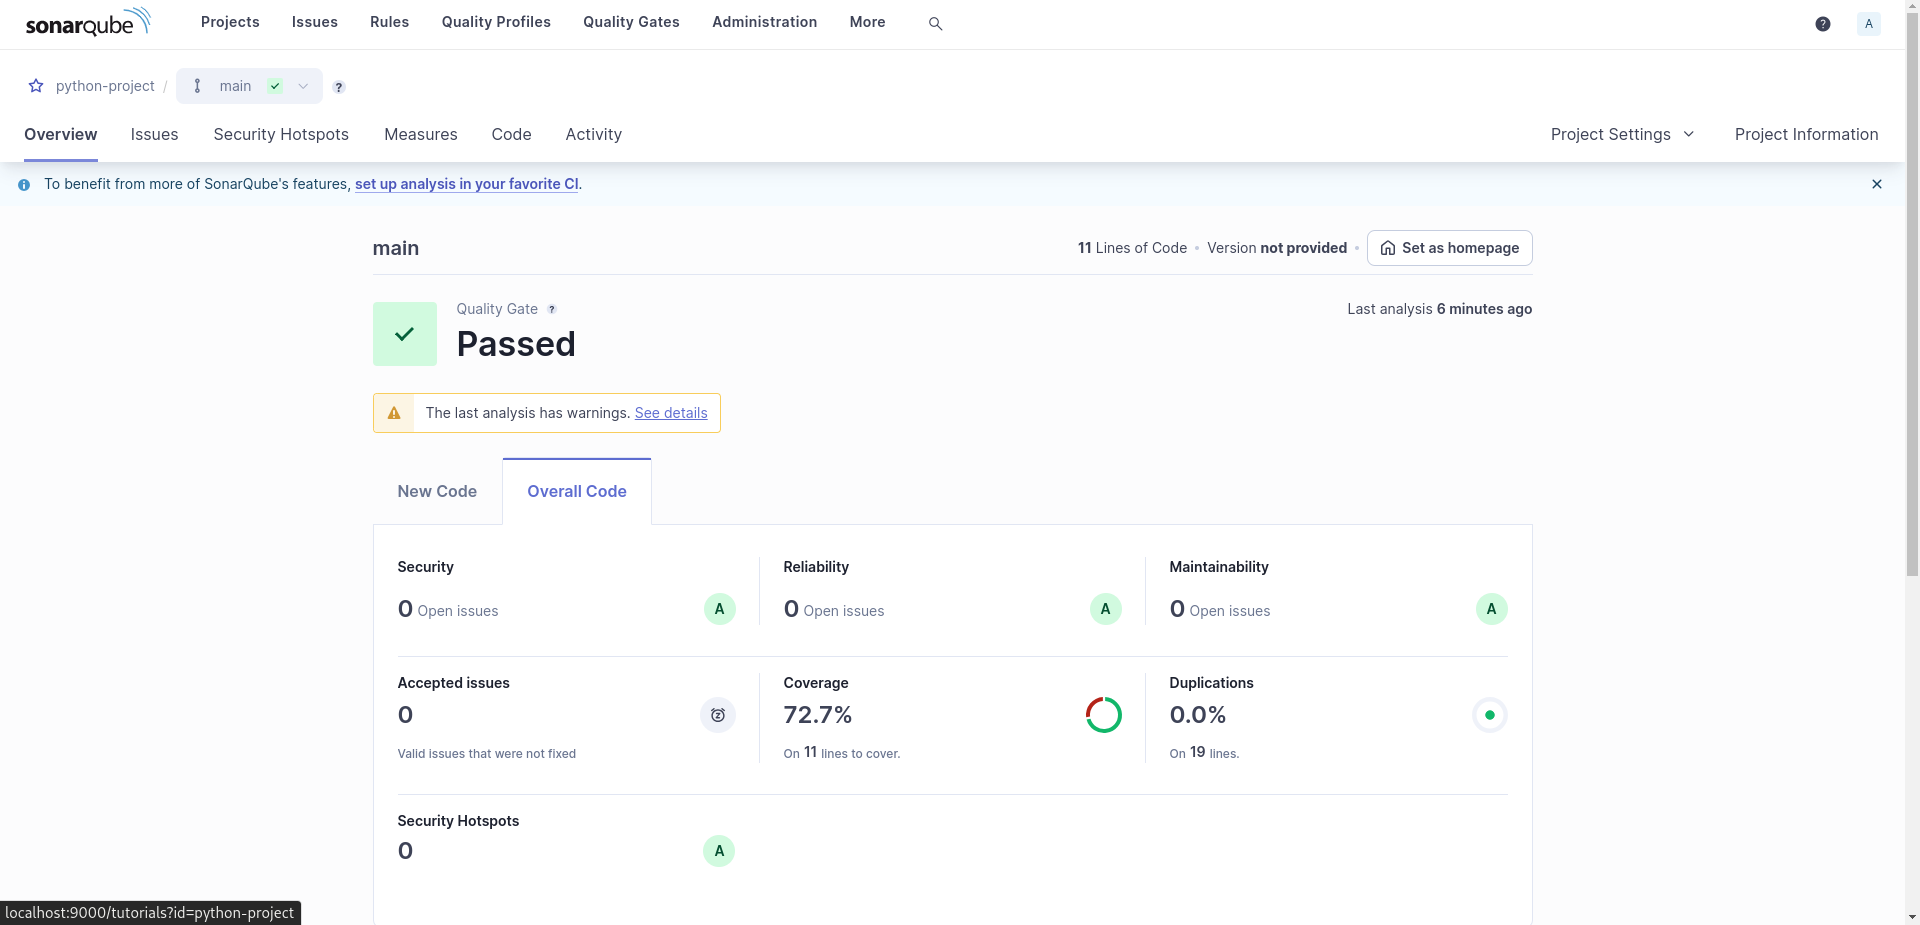 sonarqube Projects Issues Rules Quality Profiles Quality Gates Administration More ? A
python-project / main ?
Overview Issues Security Hotspots Measures Code Activity Project Settings Project Information
To benefit from more of SonarQube's features, set up analysis in your favorite CI.
main 11 Lines of Code • Version not provided • Set as homepage
Quality Gate ? Last analysis 6 minutes ago
Passed
The last analysis has warnings. See details
New Code Overall Code
Security Reliability Maintainability
0 Open issues A 0 Open issues A 0 Open issues A
Accepted issues Coverage Duplications
0 72.7% 0.0%
Valid issues that were not fixed On 11 lines to cover. On 19 lines.
Security Hotspots
0 A
localhost:9000/tutorials?id=python-project